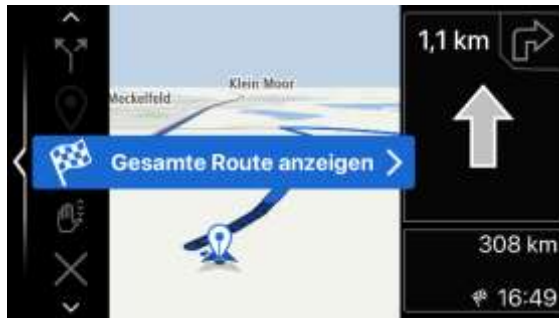 Klein Moor
Meckelfeld
Gesamte Route anzeigen
1,1 km
308 km
16:49